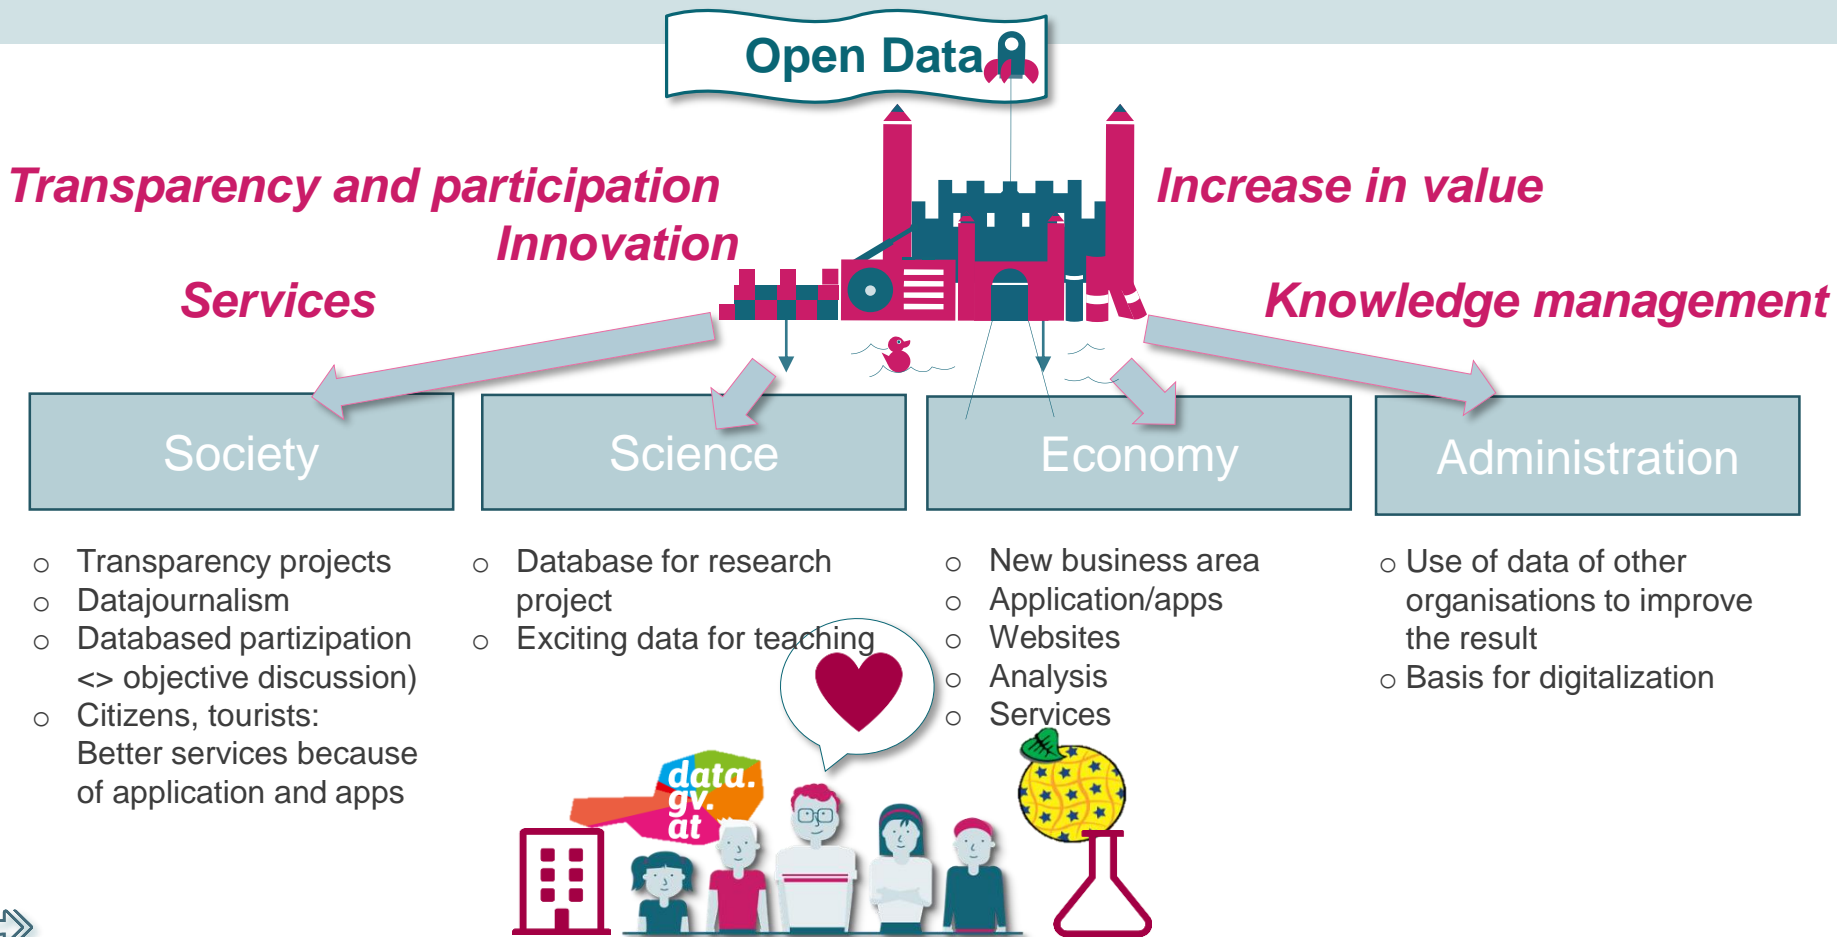 Open Data
Transparency and participation
Increase in value
Innovation
Services
Knowledge management
Society
Science
Economy
Administration
o Transparency projects
o Datajournalism
o Databased partizipation
<> objective discussion)
o Citizens, tourists:
Better services because
of application and apps
o Database for research
project
o Exciting data for teaching
o New business area
o Application/apps
o Websites
o Analysis
o Services
o Use of data of other
organisations to improve
the result
o Basis for digitalization
data.
gv.
at